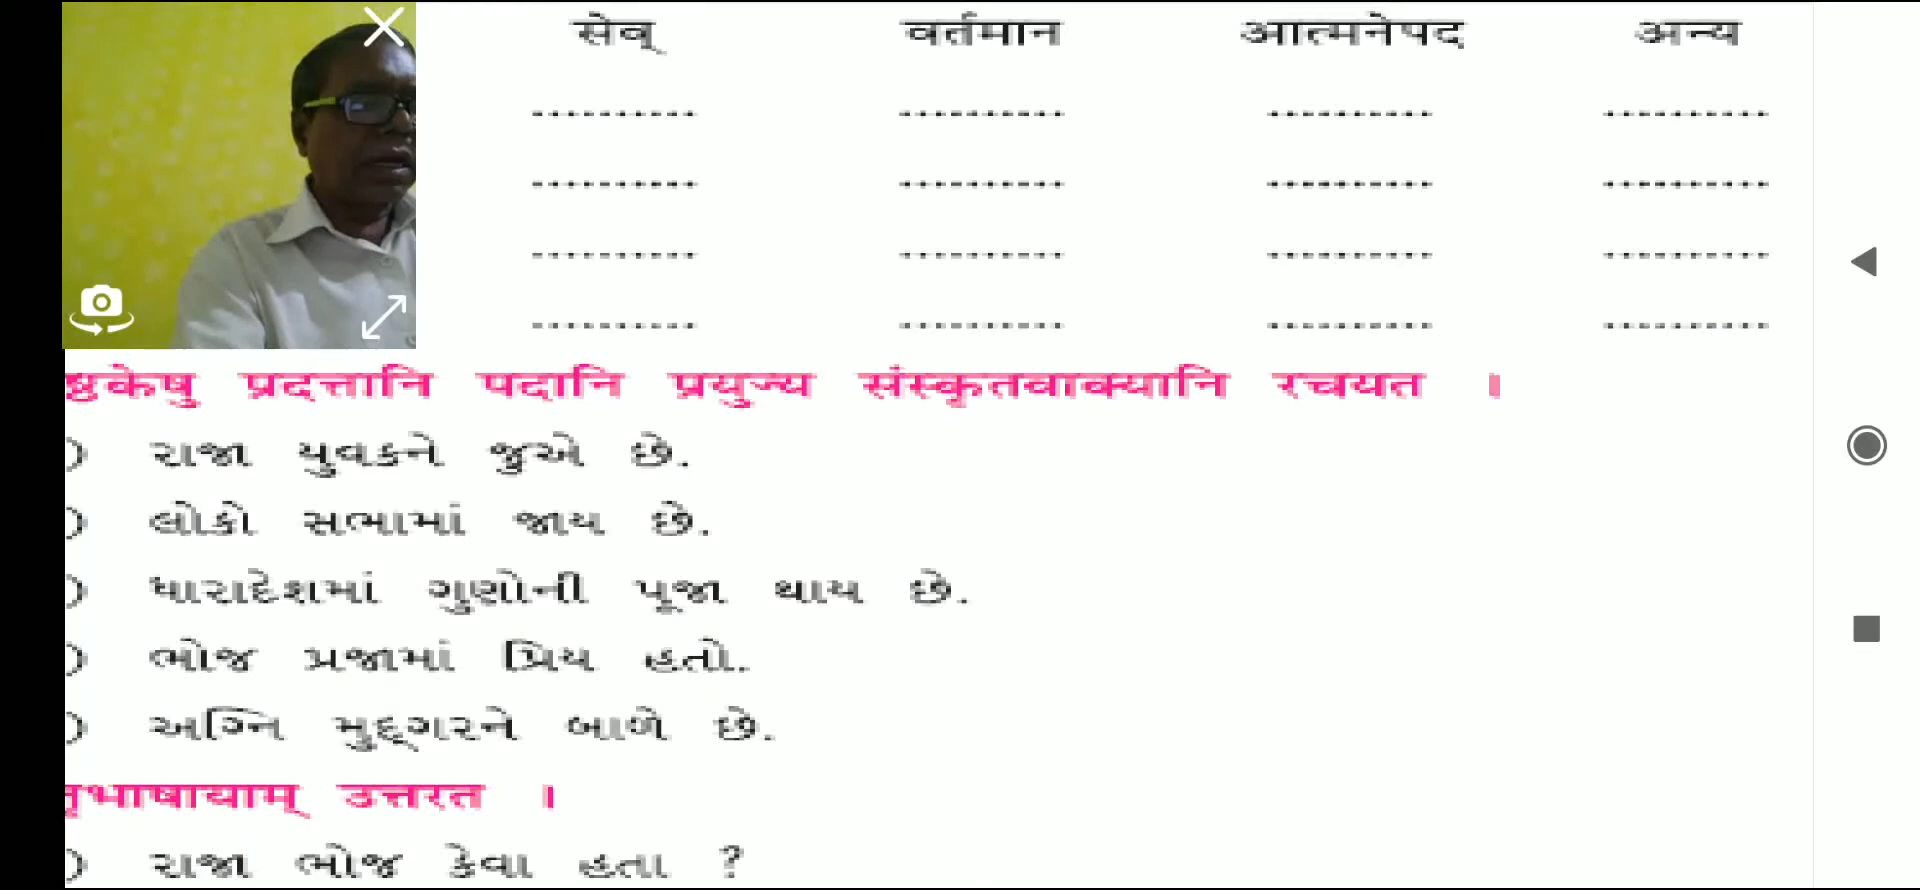 सेव् वर्तमान आत्मनेपद अन्य
ष्ठकेषु प्रदत्तानि पदानि प्रयुज्य संस्कृतवाक्यानि रचयत ।
) રાજા યુવકને જુએ છે.
) લોકો સભામાં જાય છે.
) ધારાદેશમાં ગુણોની પૂજા થાય છે.
) ભોજ પ્રજામાં પ્રિય હતો.
) અગ્નિ મુદ્ગરને બાળે છે.
तृभाषायाम् उत्तरत ।
) રાજા ભોજ કેવા હતા ?